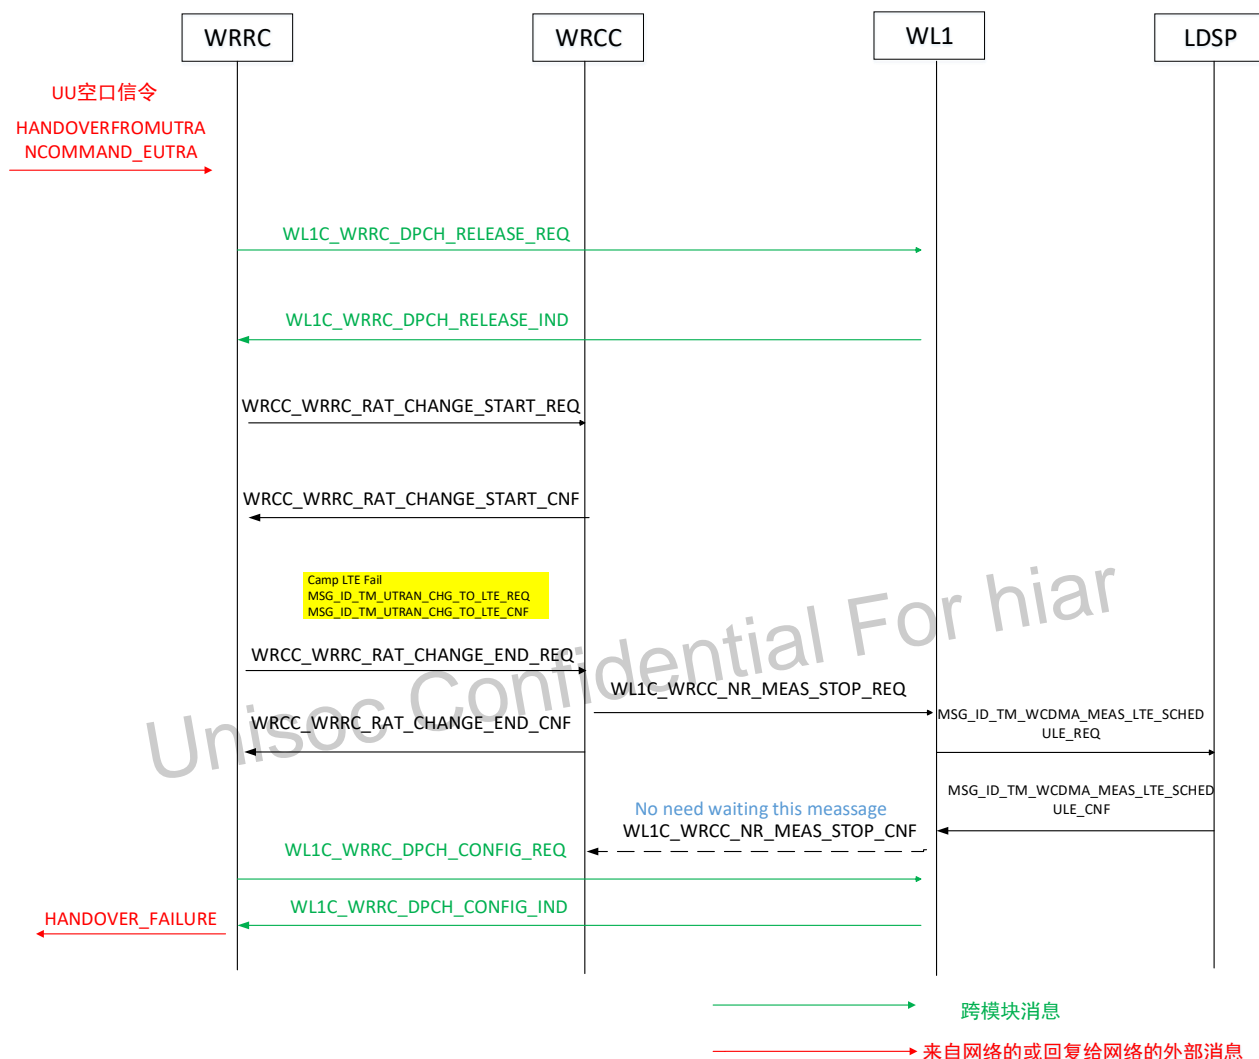 WRRC
WRCC
WL1
LDSP
UU空口信令
HANDOVERFROMUTRA
NCOMMAND_EUTRA
WL1C_WRRC_DPCH_RELEASE_REQ
WL1C_WRRC_DPCH_RELEASE_IND
WRCC_WRRC_RAT_CHANGE_START_REQ
WRCC_WRRC_RAT_CHANGE_START_CNF
Camp LTE Fail
MSG_ID_TM_UTRAN_CHG_TO_LTE_REQ
MSG_ID_TM_UTRAN_CHG_TO_LTE_CNF
Unisoc Confidential For hiar
WRCC_WRRC_RAT_CHANGE_END_REQ
WL1C_WRCC_NR_MEAS_STOP_REQ
WRCC_WRRC_RAT_CHANGE_END_CNF
MSG_ID_TM_WCDMA_MEAS_LTE_SCHED
ULE_REQ
MSG_ID_TM_WCDMA_MEAS_LTE_SCHED
ULE_CNF
No need waiting this meassage
WL1C_WRCC_NR_MEAS_STOP_CNF
WL1C_WRRC_DPCH_CONFIG_REQ
WL1C_WRRC_DPCH_CONFIG_IND
HANDOVER_FAILURE
跨模块消息
来自网络的或回复给网络的外部消息